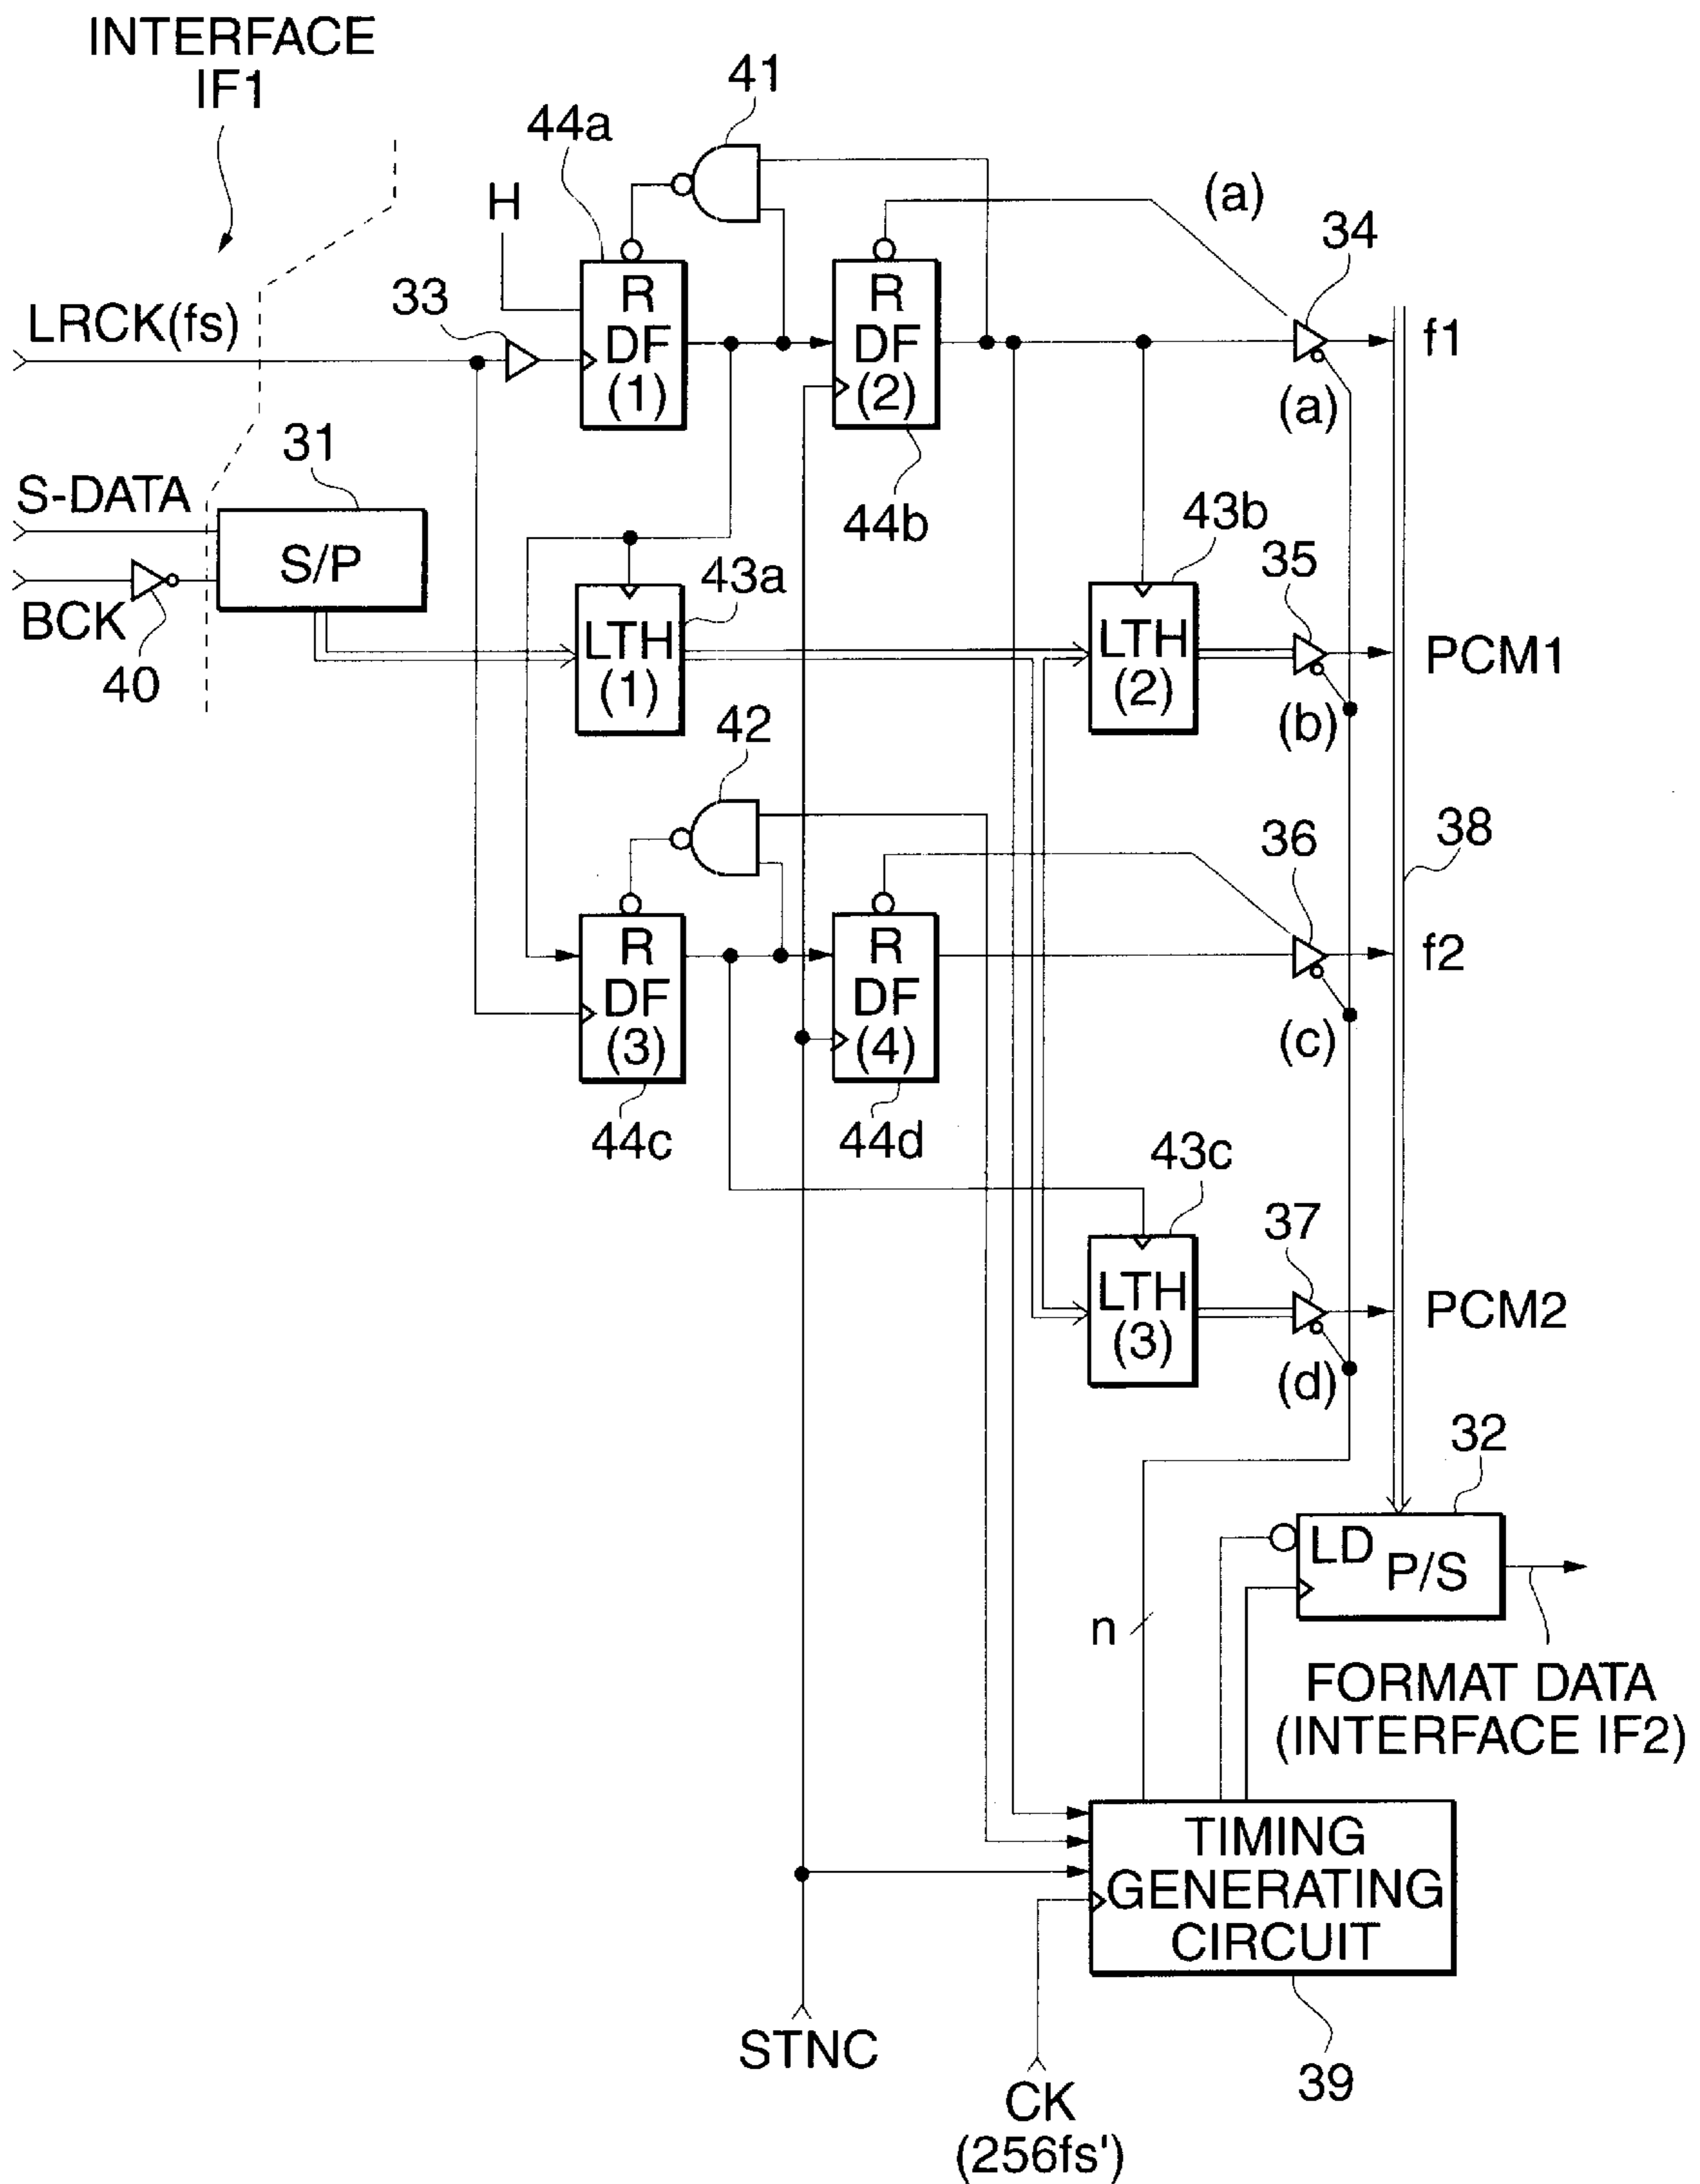 INTERFACE
IF1
41
44a
H
(a)
34
33
R
DF
(1)
R
DF
(2)
LRCK(fs)
f1
(a)
31
S-DATA
44b
43b
S/P
43a
35
BCK
LTH
(1)
LTH
(2)
PCM1
40
42
(b)
36
38
R
DF
(3)
R
DF
(4)
f2
(c)
44c
44d
43c
37
LTH
(3)
PCM2
(d)
32
LD
P/S
n
FORMAT DATA
(INTERFACE IF2)
TIMING
GENERATING
CIRCUIT
STNC
39
CK
(256fs')